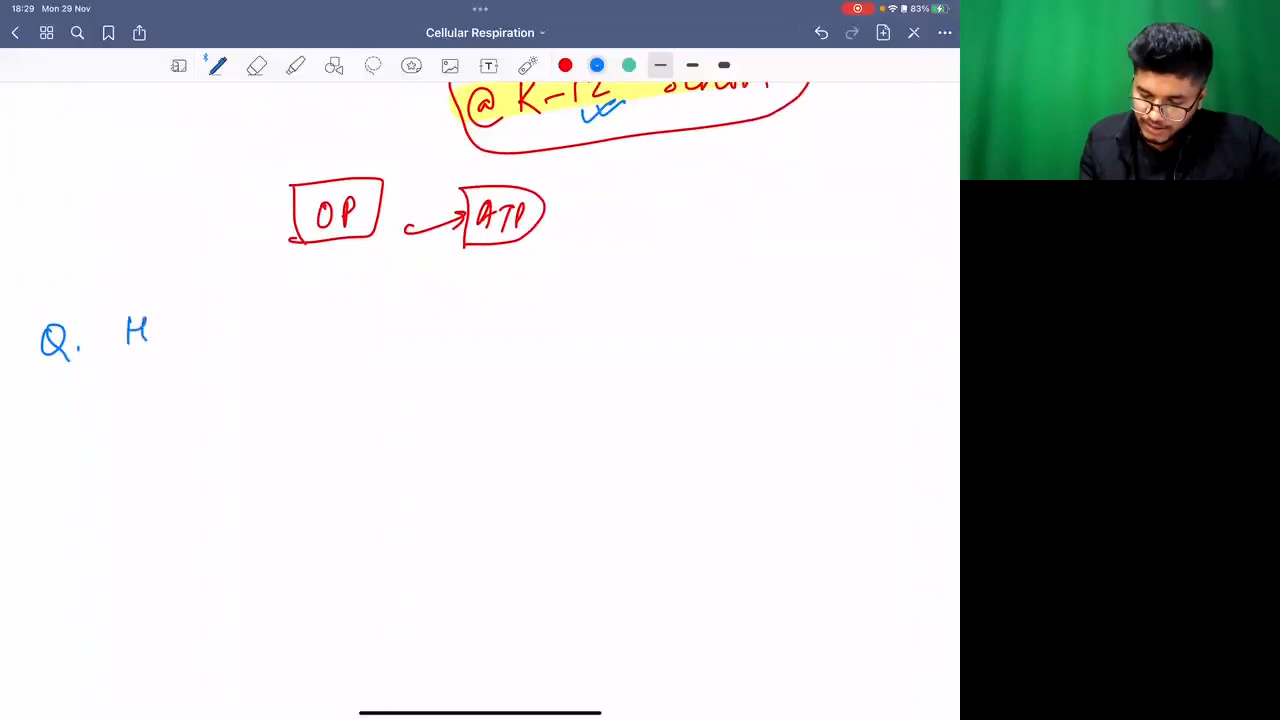 18:29 Mon 29 Nov
83%
Cellular Respiration
T
@ K-12
OP
ATP
Q. H